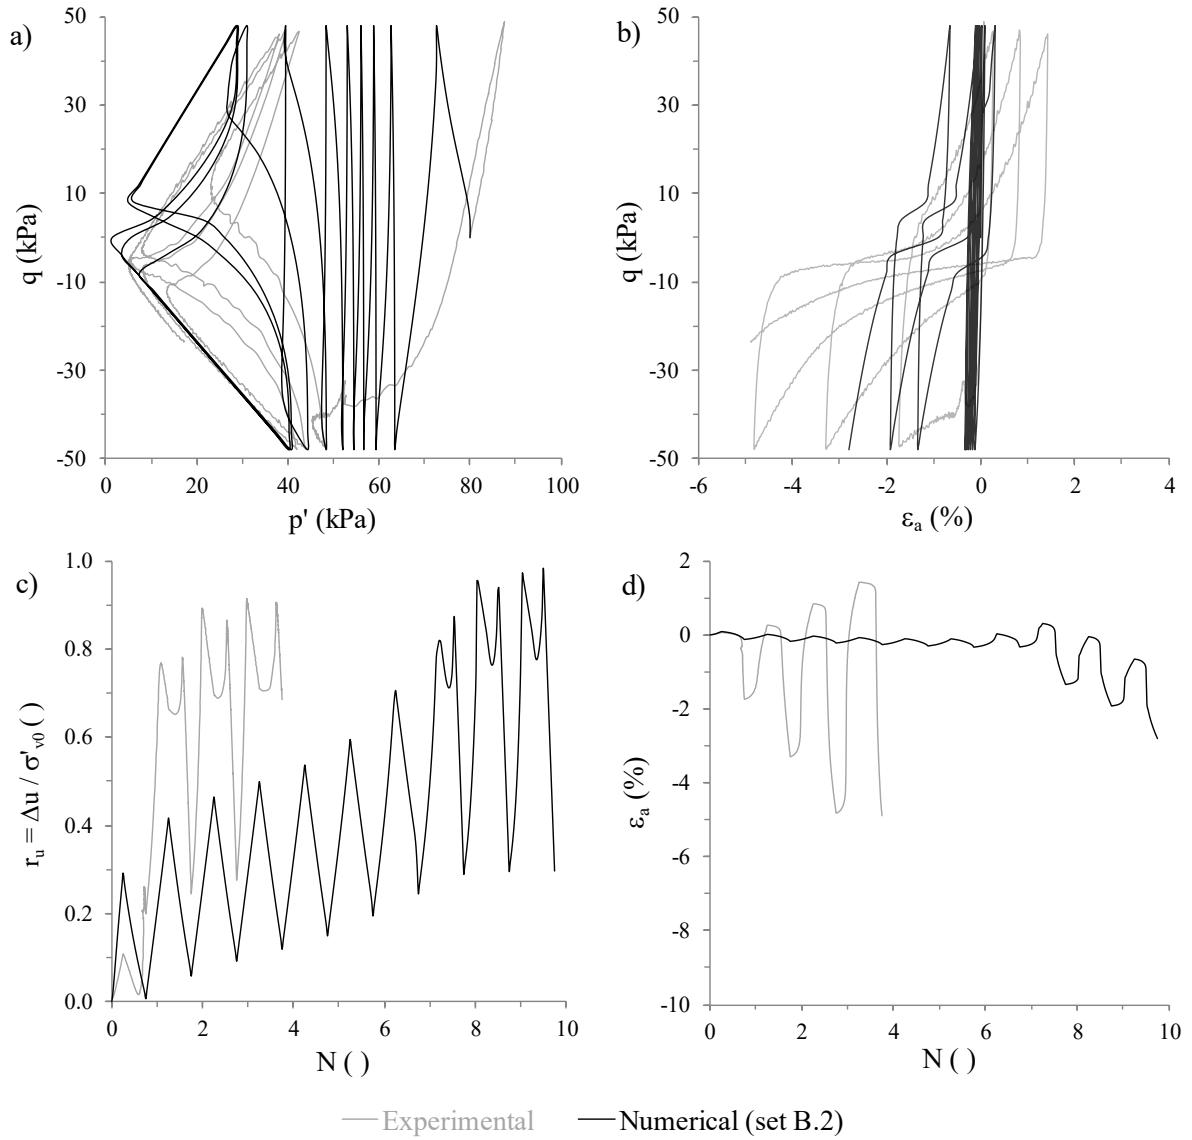 a)
50
30
10
-10
-30
-50
q (kPa)
0 20 40 60 80 100
p' (kPa)
b)
50
30
10
-10
-30
-50
q (kPa)
-6 -4 -2 0 2 4
εa (%)
c)
1.0
0.8
0.6
0.4
0.2
0.0
ru = Δu / σ'v0 ( )
0 2 4 6 8 10
N ( )
d)
2
0
-2
-4
-6
-8
-10
εa (%)
0 2 4 6 8 10
N ( )
Experimental Numerical (set B.2)